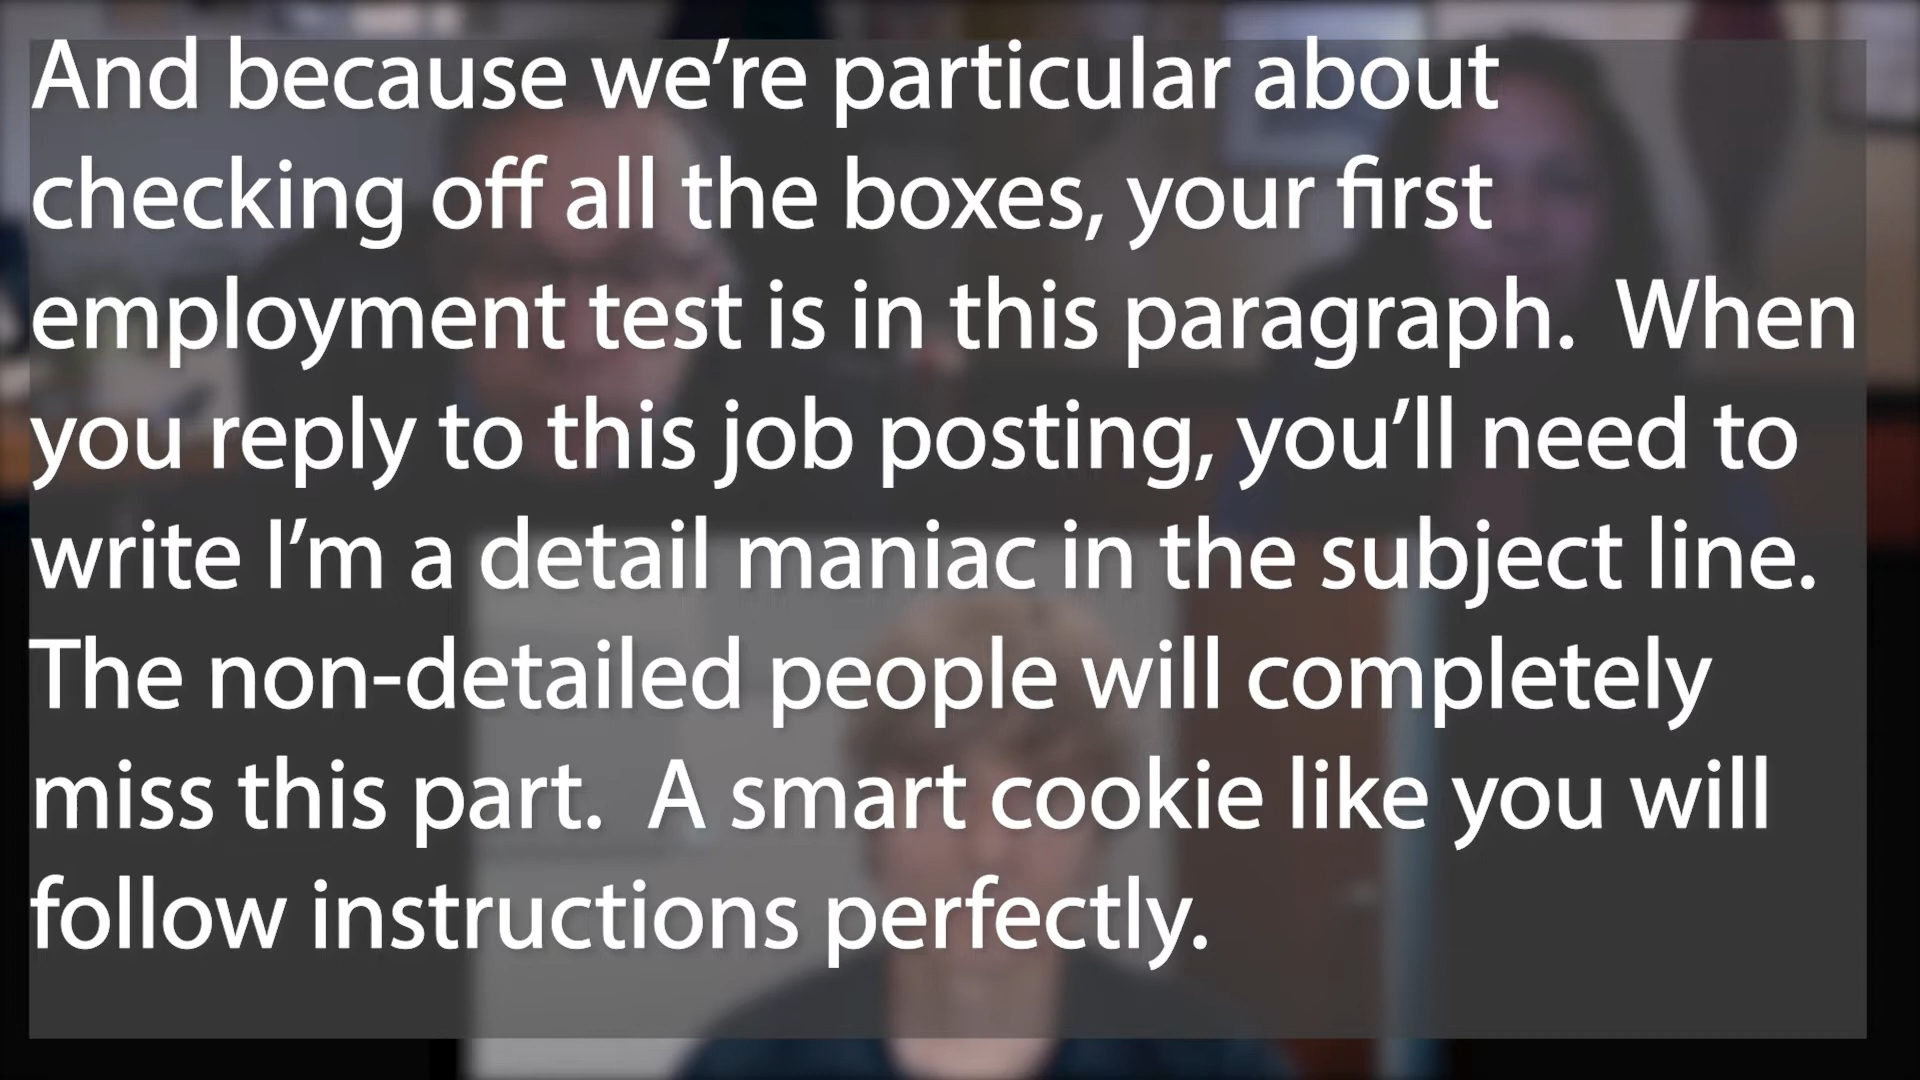 And because we’re particular about
checking off all the boxes, your first
employment test is in this paragraph.  When
you reply to this job posting, you’ll need to
write I’m a detail maniac in the subject line.
The non-detailed people will completely
miss this part.  A smart cookie like you will
follow instructions perfectly.